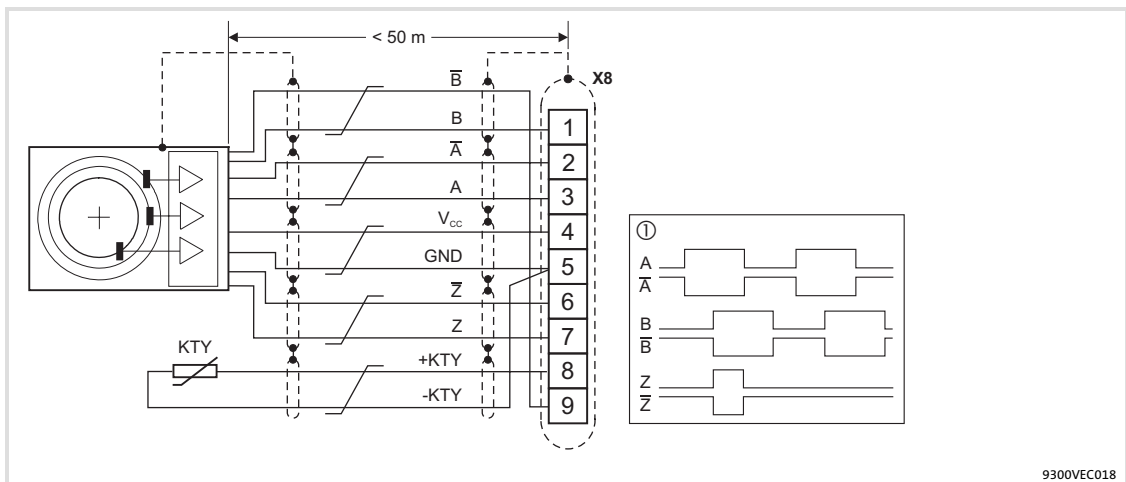 < 50 m
X8
B̅
B
A̅
A
V_CC
GND
Z̅
Z
KTY
+KTY
-KTY
1
2
3
4
5
6
7
8
9
①
A
A̅
B
B̅
Z
Z̅
9300VEC018